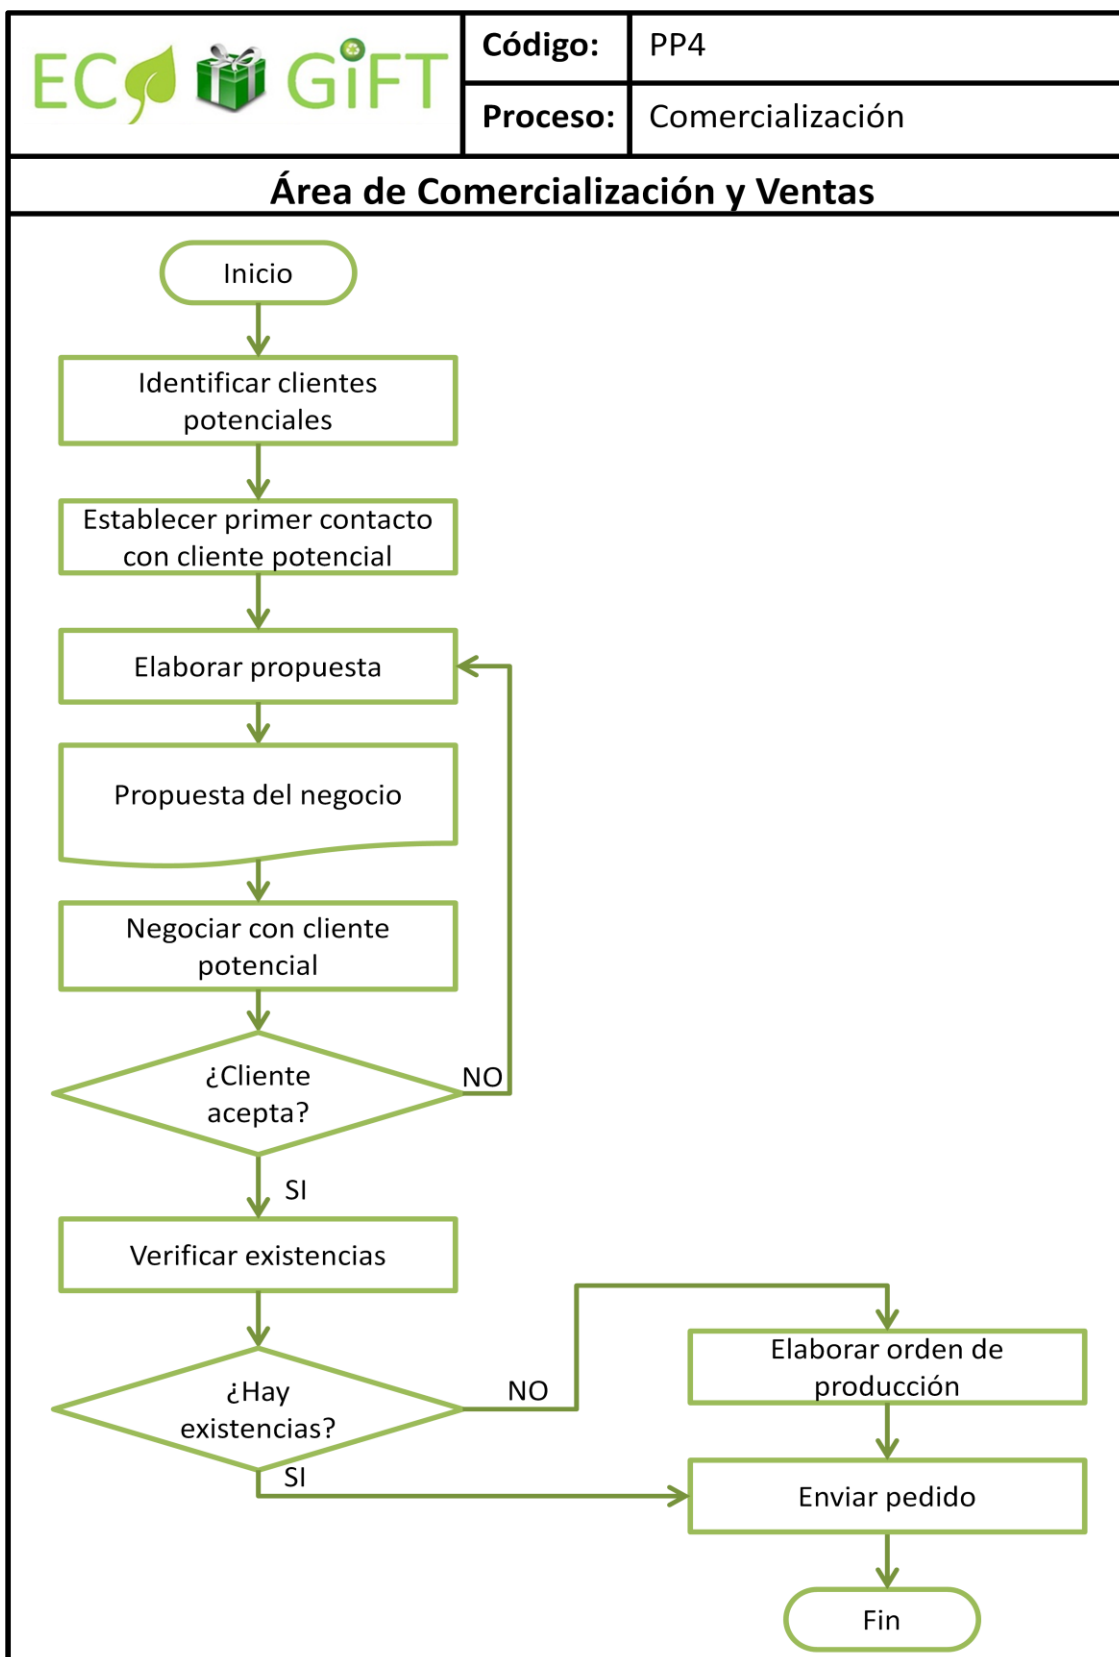 ECO GiFT
Código:
PP4
Proceso:
Comercialización
Área de Comercialización y Ventas
Inicio
Identificar clientes
potenciales
Establecer primer contacto
con cliente potencial
Elaborar propuesta
Propuesta del negocio
Negociar con cliente
potencial
¿Cliente
acepta?
NO
SI
Verificar existencias
¿Hay
existencias?
NO
SI
Elaborar orden de
producción
Enviar pedido
Fin